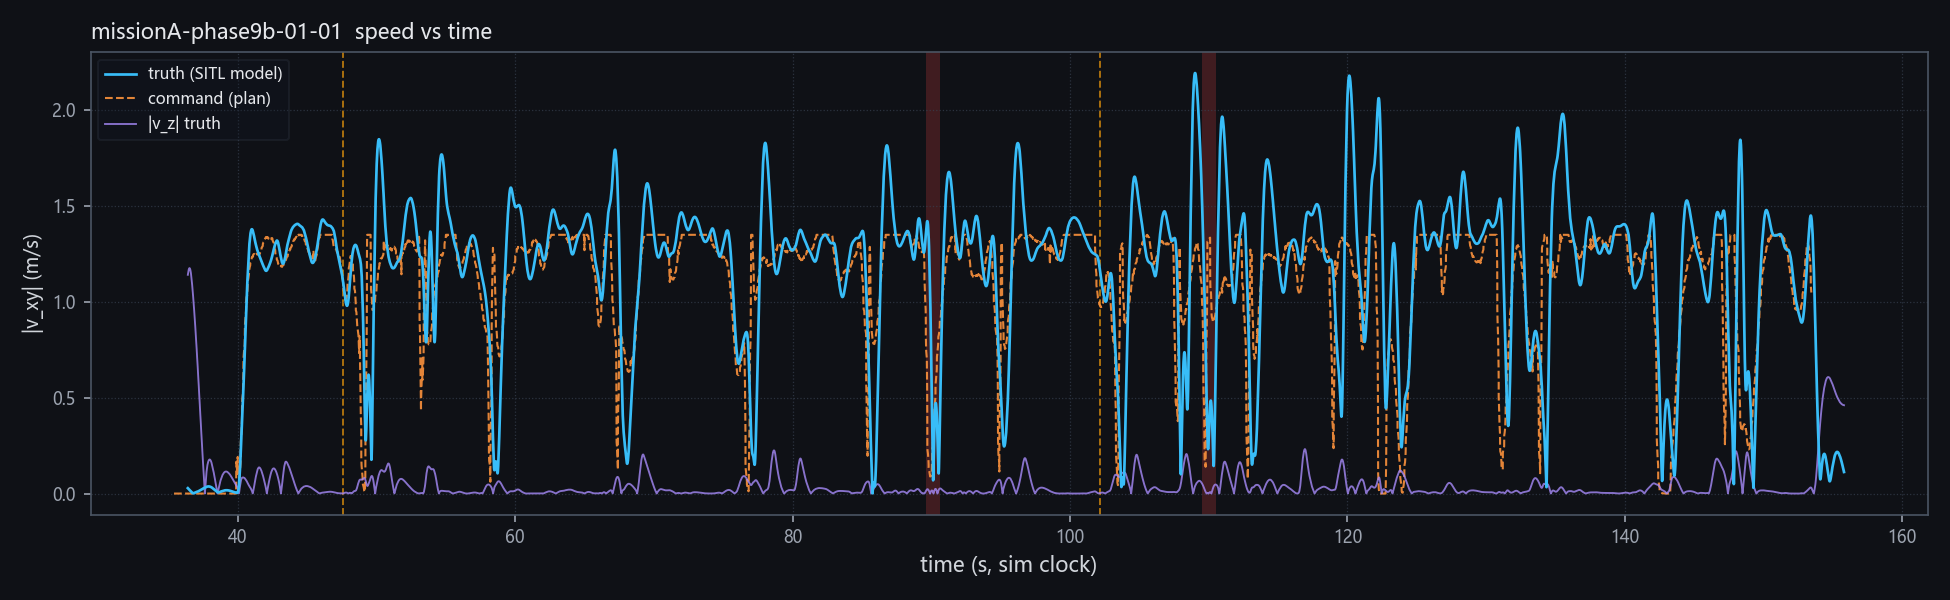 missionA-phase9b-01-01  speed vs time
truth (SITL model)
command (plan)
|v_z| truth
|v_xy| (m/s)
2.0
1.5
1.0
0.5
0.0
40
60
80
100
120
140
160
time (s, sim clock)